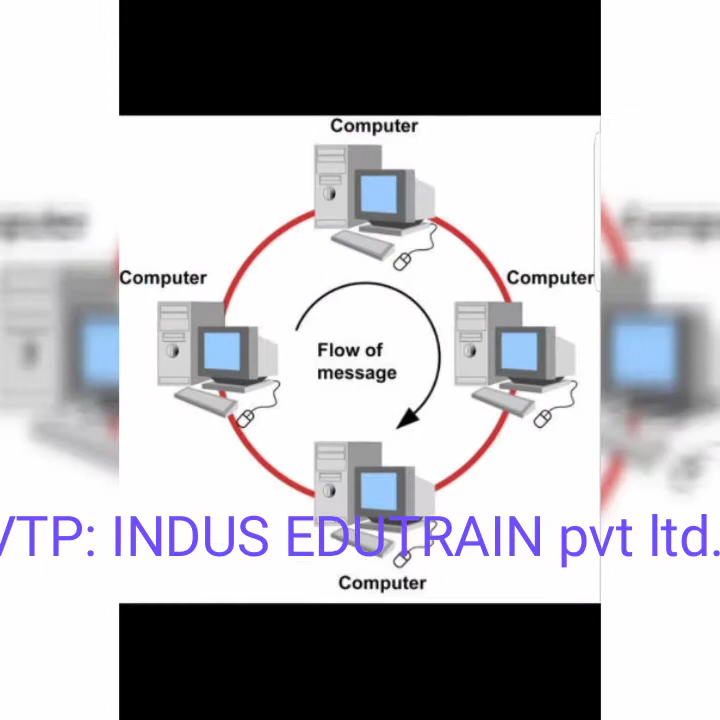 Computer
Computer
Computer
Flow of
message
VTP: INDUS EDUTRAIN pvt ltd.
Computer